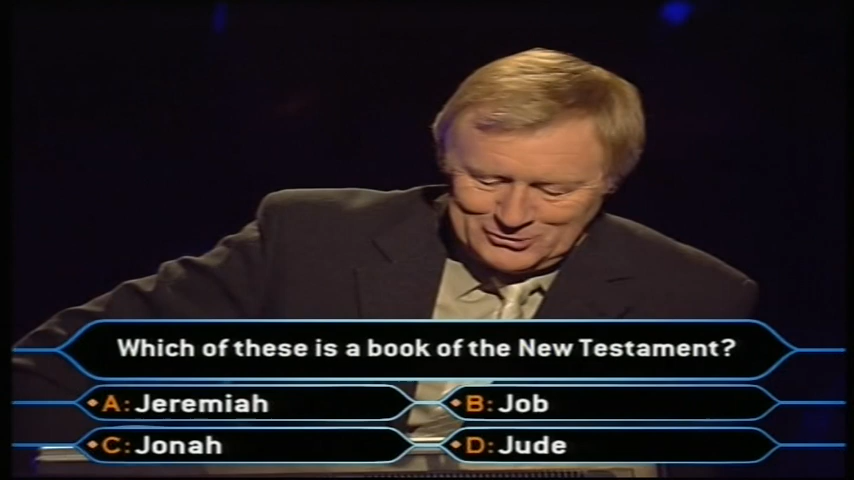 Which of these is a book of the New Testament?
A: Jeremiah
B: Job
C: Jonah
D: Jude